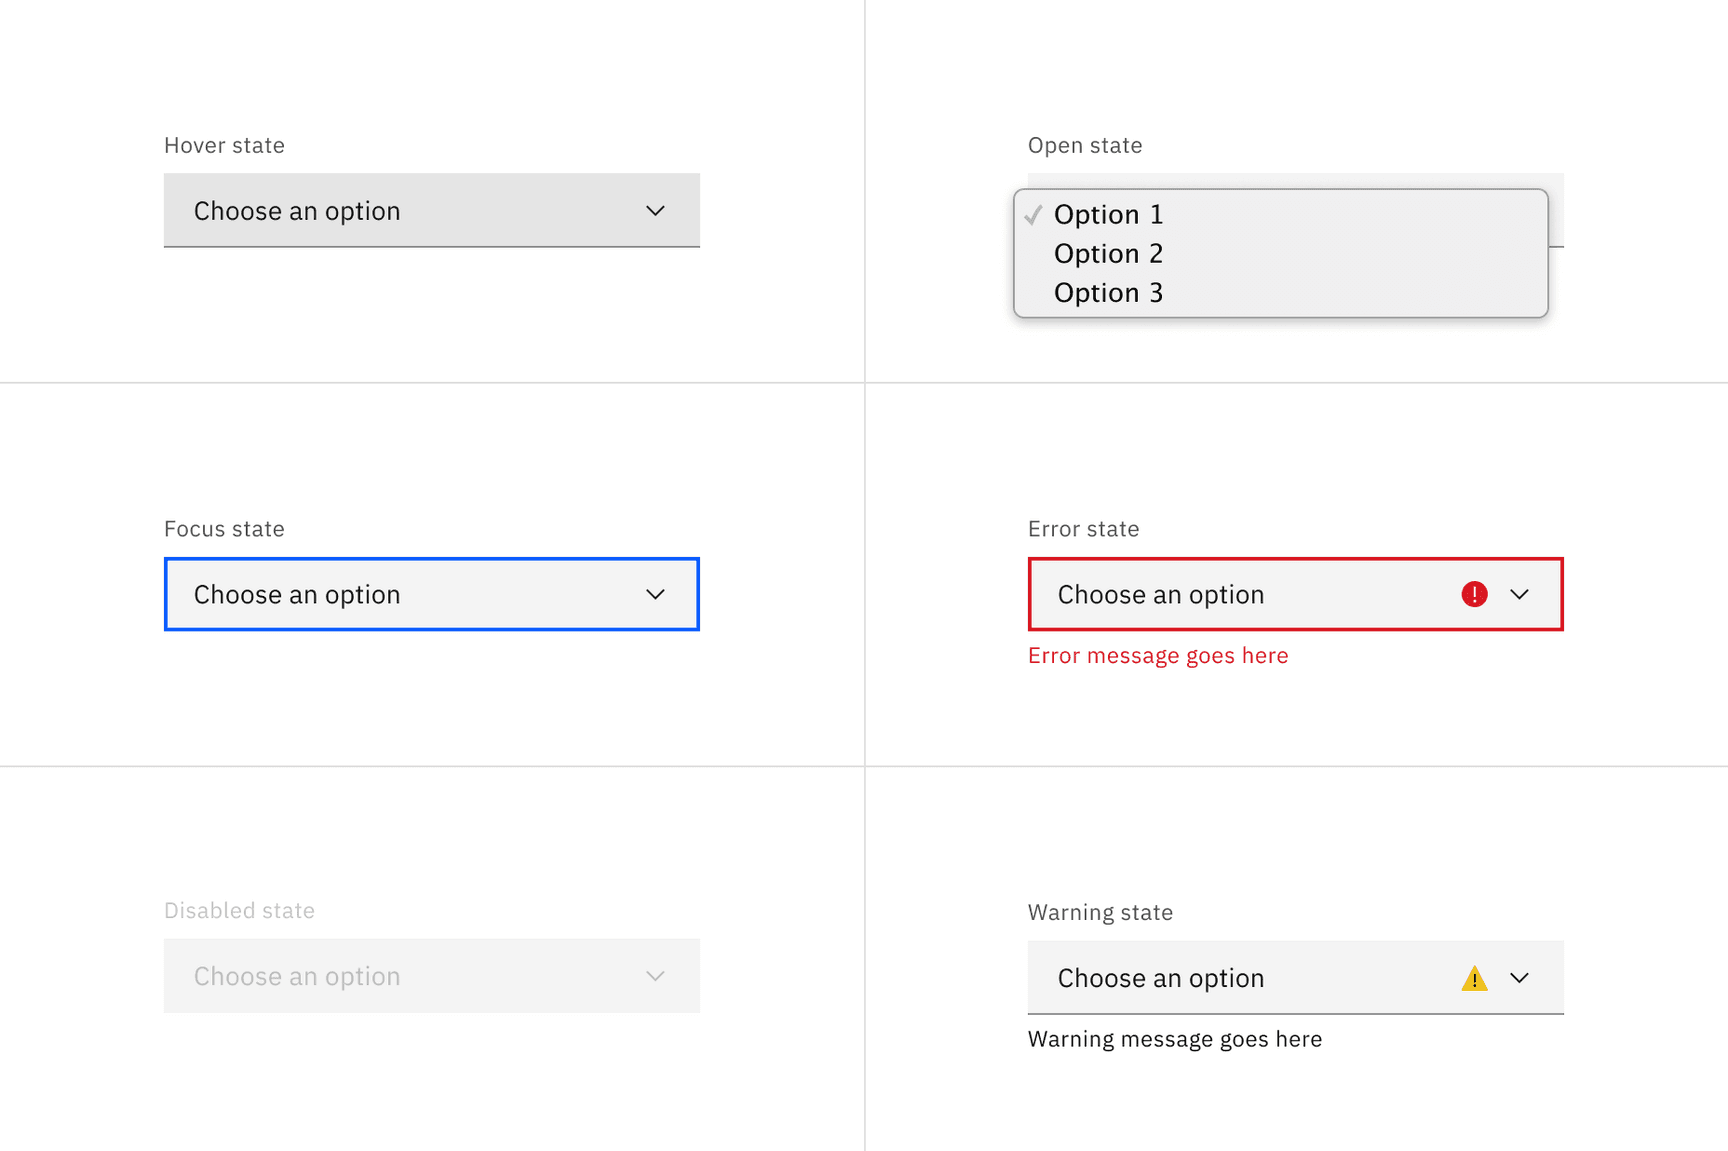 Hover state
Choose an option
Open state
Option 1
Option 2
Option 3
Focus state
Choose an option
Error state
Choose an option
Error message goes here
Disabled state
Choose an option
Warning state
Choose an option
Warning message goes here